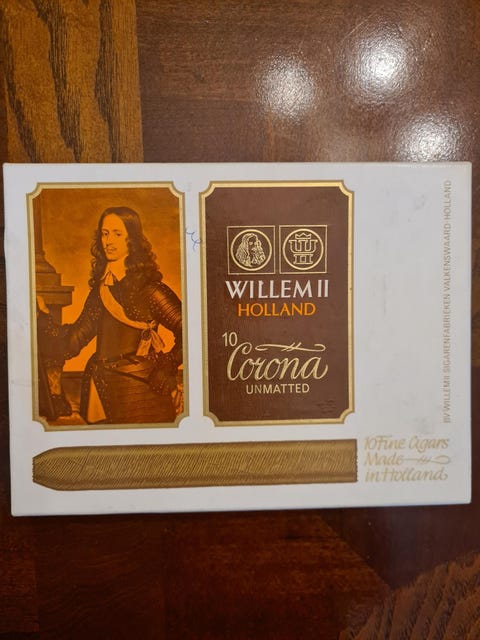 WILLEM II
HOLLAND
10
Corona
UNMATTED
10 Fine Cigars
Made
in Holland
BV WILLEM II SIGARENFABRIEKEN VALKENSWAARD-HOLLAND